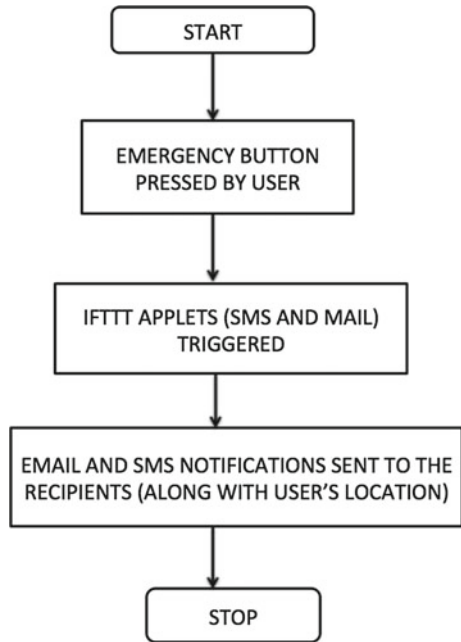 START
EMERGENCY BUTTON
PRESSED BY USER
IFTTT APPLETS (SMS AND MAIL)
TRIGGERED
EMAIL AND SMS NOTIFICATIONS SENT TO THE
RECIPIENTS (ALONG WITH USER’S LOCATION)
STOP